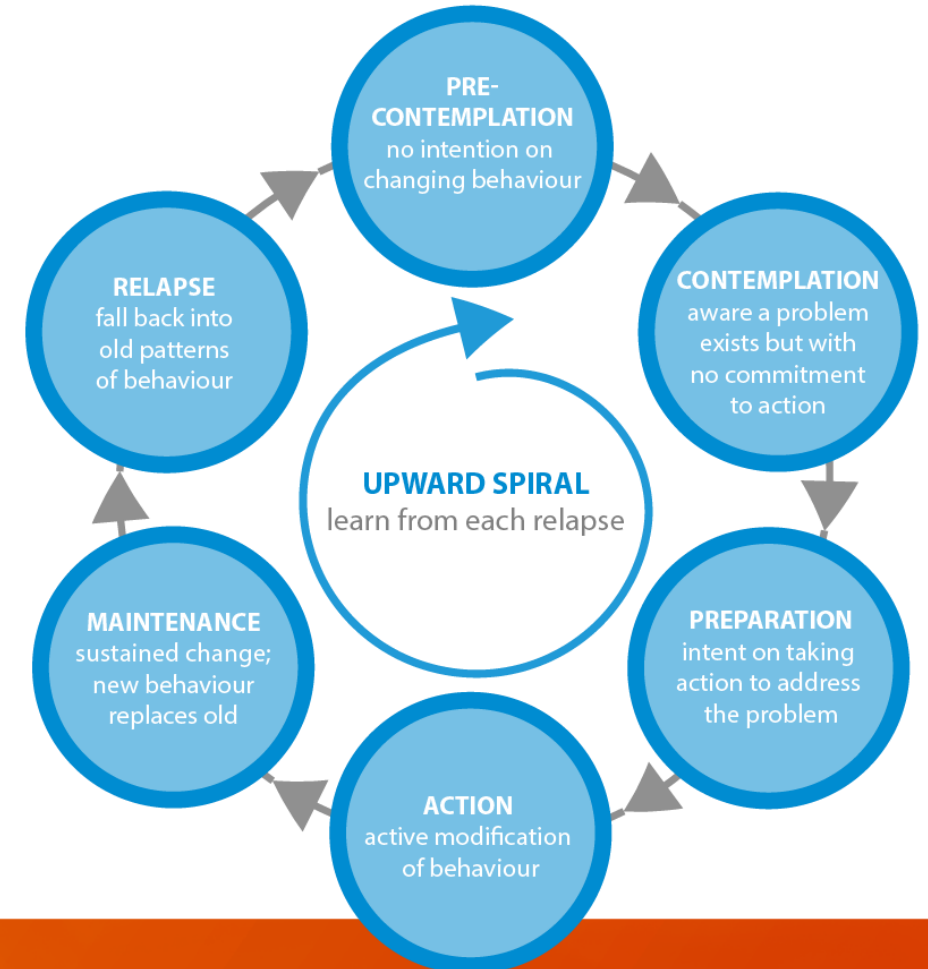 PRE-
CONTEMPLATION
no intention on
changing behaviour
CONTEMPLATION
aware a problem
exists but with
no commitment
to action
PREPARATION
intent on taking
action to address
the problem
ACTION
active modification
of behaviour
MAINTENANCE
sustained change;
new behaviour
replaces old
RELAPSE
fall back into
old patterns
of behaviour
UPWARD SPIRAL
learn from each relapse